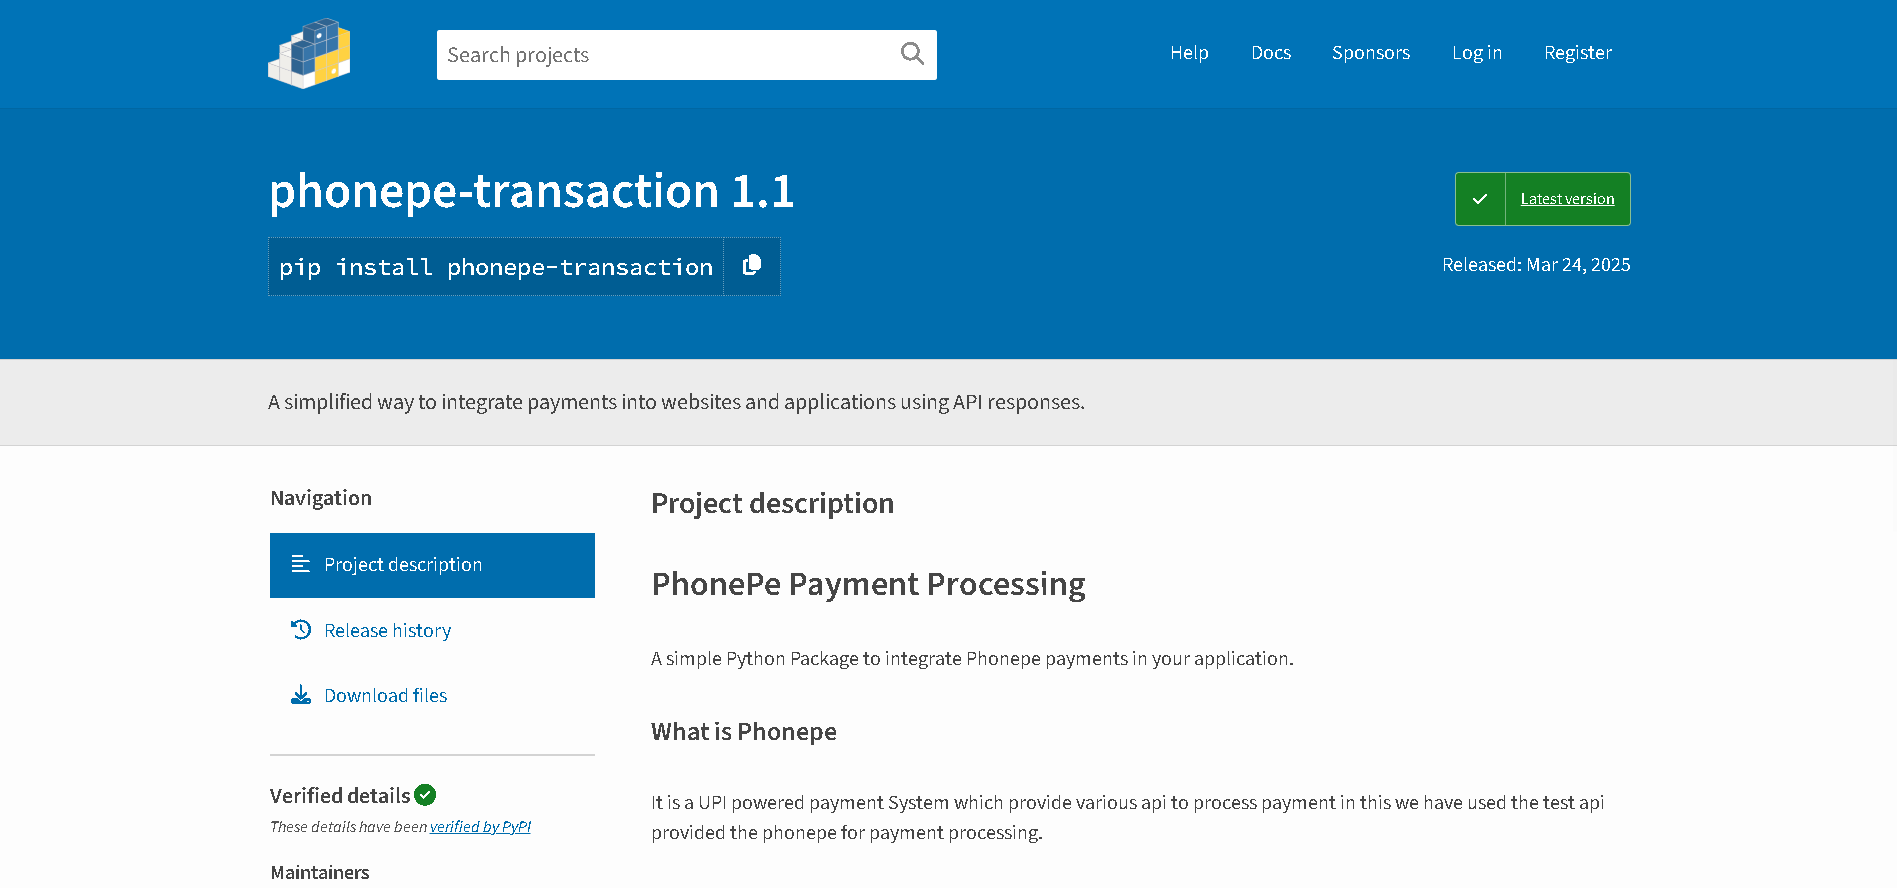 Search projects
Help
Docs
Sponsors
Log in
Register
phonepe-transaction 1.1
pip install phonepe-transaction
Latest version
Released: Mar 24, 2025
A simplified way to integrate payments into websites and applications using API responses.
Navigation
Project description
Release history
Download files
Verified details
These details have been verified by PyPI
Maintainers
Project description
PhonePe Payment Processing
A simple Python Package to integrate Phonepe payments in your application.
What is Phonepe
It is a UPI powered payment System which provide various api to process payment in this we have used the test api
provided the phonepe for payment processing.